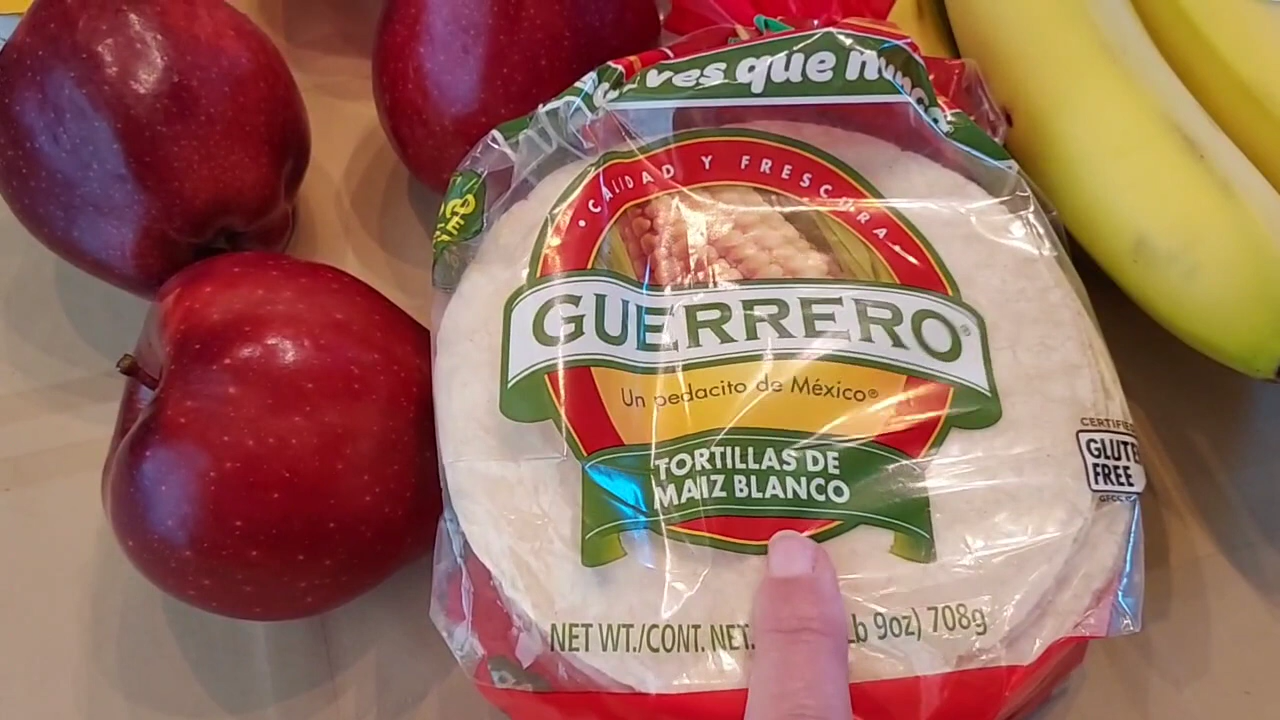 ves que nunca
• CALIDAD Y FRESCURA
GUERRERO®
Un pedacito de México®
TORTILLAS DE
MAIZ BLANCO
CERTIFIED
GLUTEN
FREE
NET WT./CONT. NET. Lb 9oz) 708g